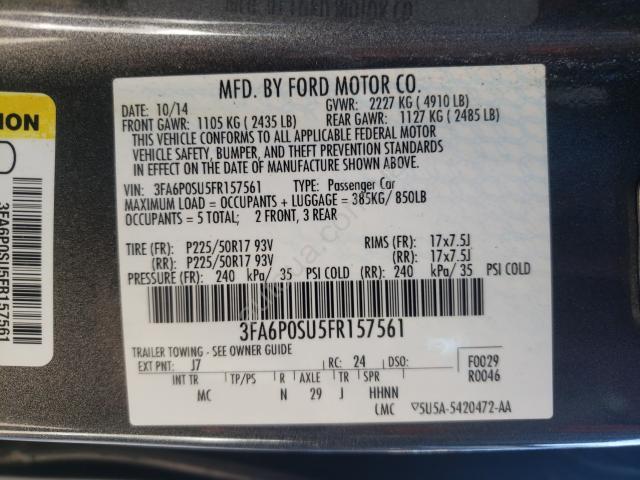 MFD. BY FORD MOTOR CO.
DATE: 10/14 GVWR: 2227 KG ( 4910 LB)
FRONT GAWR: 1105 KG ( 2435 LB) REAR GAWR: 1127 KG ( 2485 LB)
THIS VEHICLE CONFORMS TO ALL APPLICABLE FEDERAL MOTOR
VEHICLE SAFETY, BUMPER, AND THEFT PREVENTION STANDARDS
IN EFFECT ON THE DATE OF MANUFACTURE SHOWN ABOVE.
VIN: 3FA6P0SU5FR157561 TYPE: Passenger Car
MAXIMUM LOAD = OCCUPANTS + LUGGAGE = 385KG/ 850LB
OCCUPANTS = 5 TOTAL; 2 FRONT, 3 REAR
TIRE (FR): P225/50R17 93V RIMS (FR): 17x7.5J
(RR): P225/50R17 93V (RR): 17x7.5J
PRESSURE (FR): 240 kPa/ 35 PSI COLD (RR): 240 kPa/ 35 PSI COLD
3FA6P0SU5FR157561
TRAILER TOWING - SEE OWNER GUIDE
EXT PNT: J7 RC: 24 DSO: F0029
R0046
INT TR TP/PS R AXLE TR SPR
MC N 29 J HHNN
LMC 5U5A-5420472-AA
3FA6P0SU5FR157561